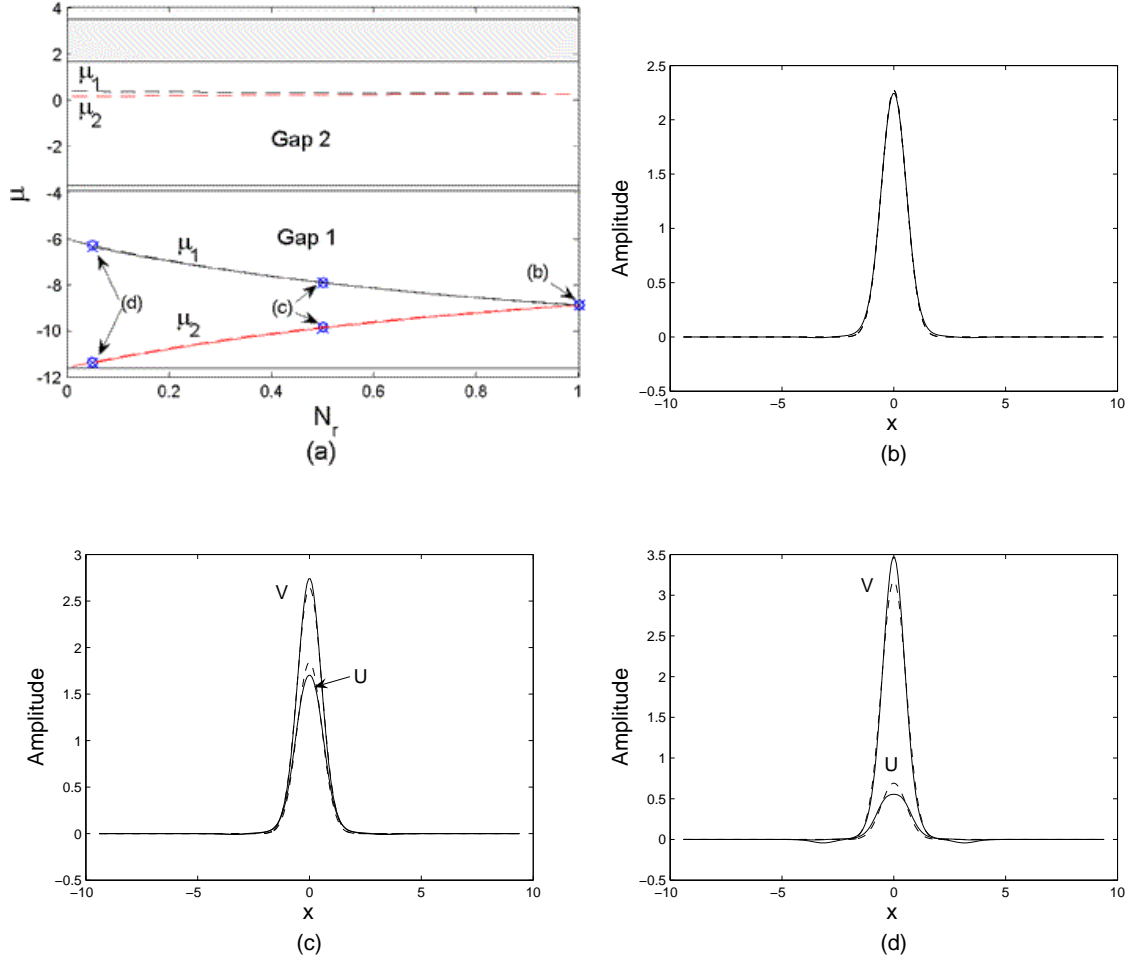 4
2
0
−2
−4
−6
−8
−10
−12
μ
μ1
μ2
Gap 2
Gap 1
μ1
μ2
(b)
(c)
(d)
0 0.2 0.4 0.6 0.8 1
Nr
(a)
2.5
2
1.5
1
0.5
0
−0.5
Amplitude
−10 −5 0 5 10
x
(b)
3
2.5
2
1.5
1
0.5
0
−0.5
Amplitude
V
U
−10 −5 0 5 10
x
(c)
3.5
3
2.5
2
1.5
1
0.5
0
−0.5
Amplitude
V
U
−10 −5 0 5 10
x
(d)